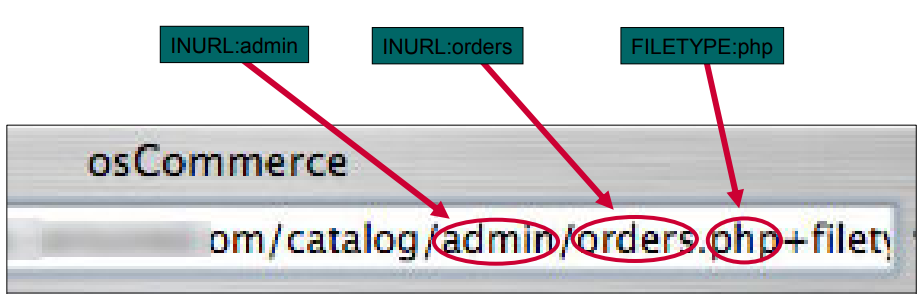 INURL:admin INURL:orders FILETYPE:php
osCommerce
om/catalog/admin/orders.php+filety